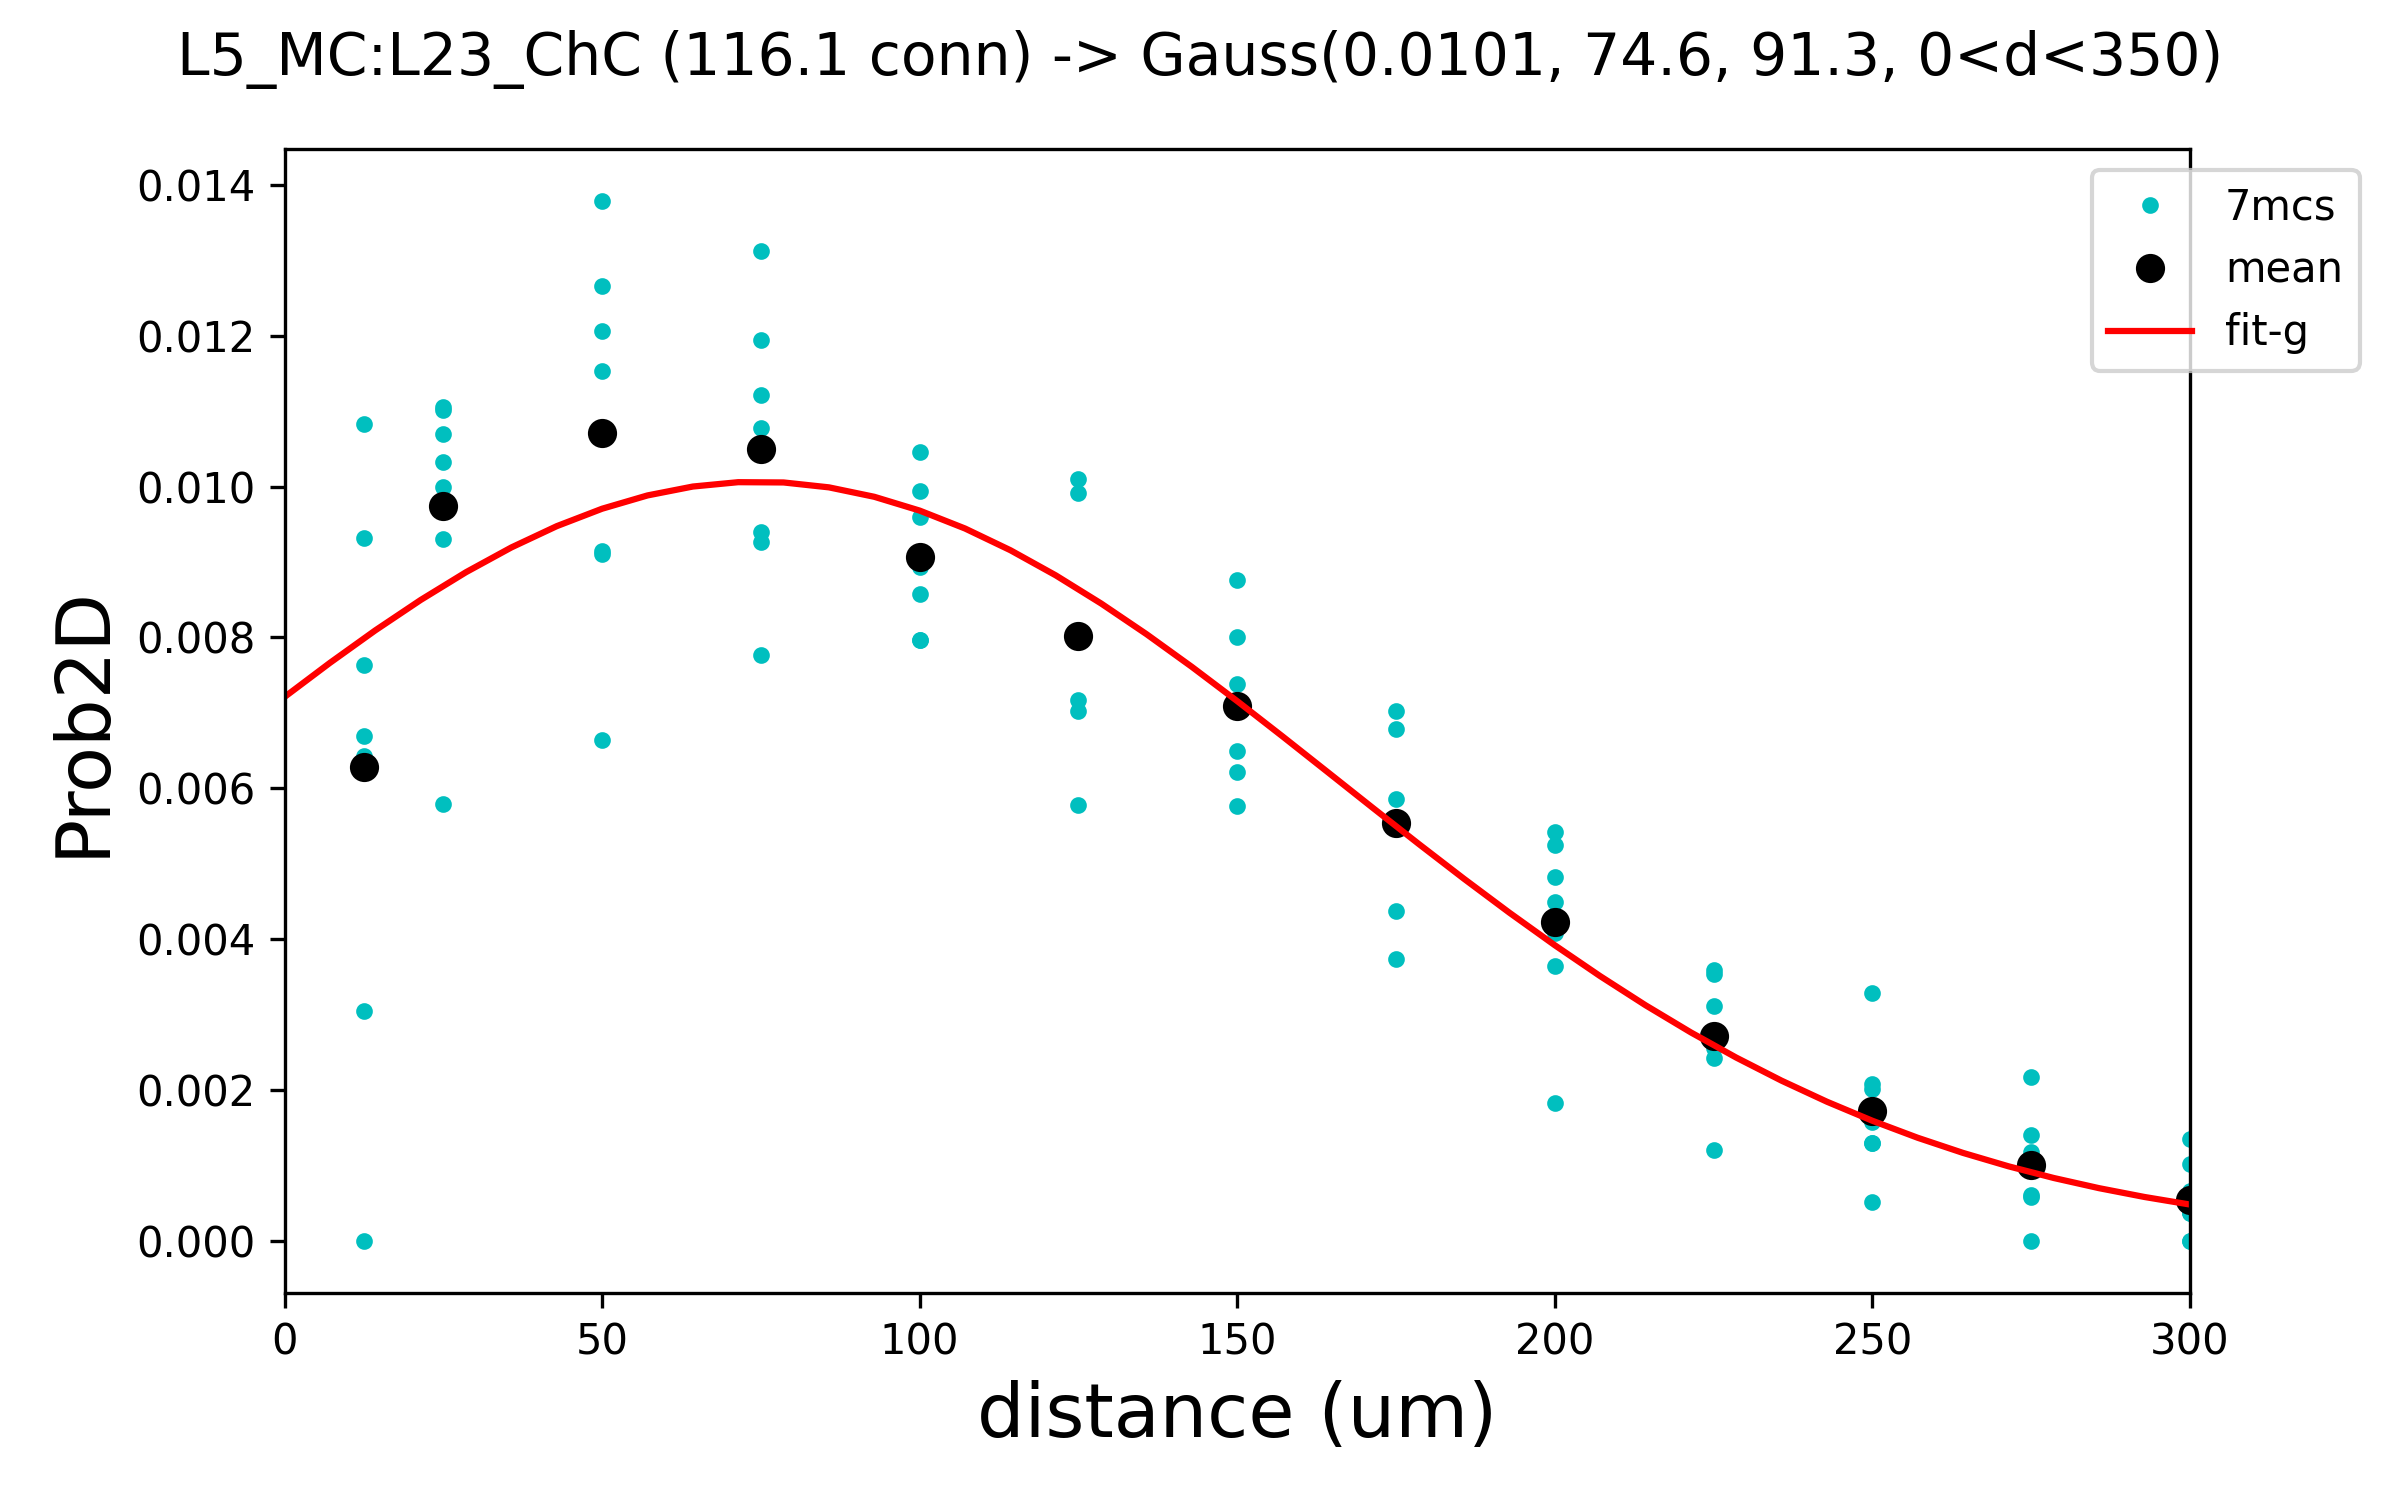 L5_MC:L23_ChC (116.1 conn) -> Gauss(0.0101, 74.6, 91.3, 0<d<350)
7mcs
mean
fit-g
Prob2D
0.014
0.012
0.010
0.008
0.006
0.004
0.002
0.000
0 50 100 150 200 250 300
distance (um)